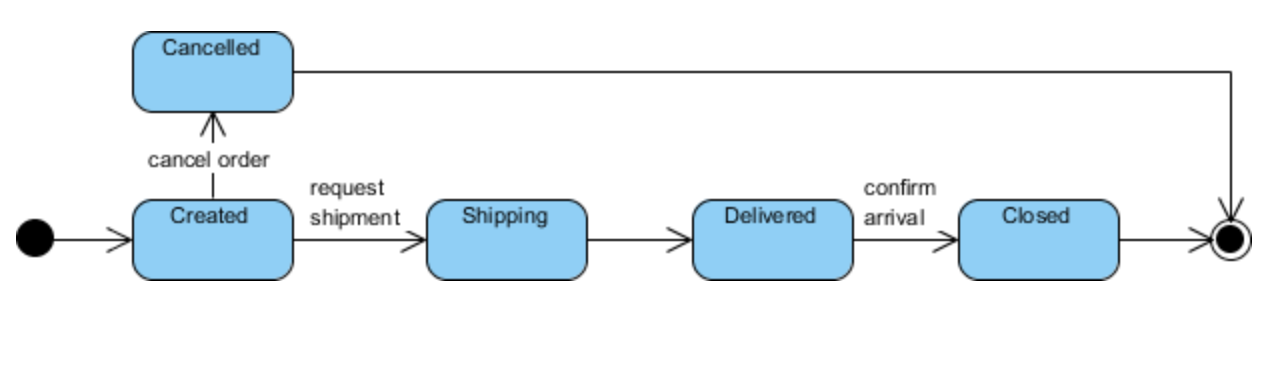 Cancelled
cancel order
request
shipment
confirm
arrival
Created
Shipping
Delivered
Closed